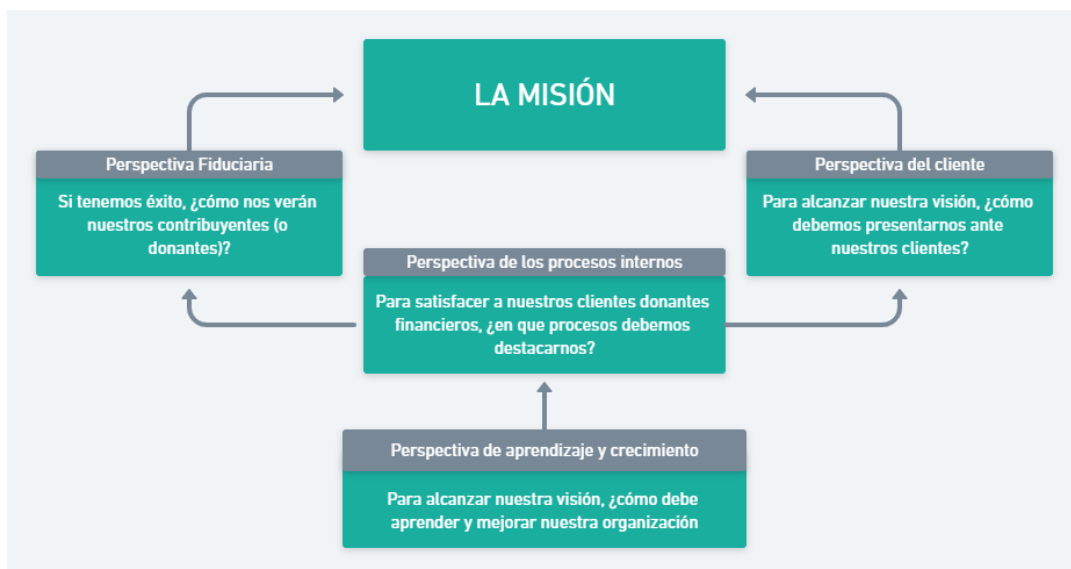 LA MISIÓN
Perspectiva Fiduciaria
Si tenemos éxito, ¿cómo nos verán
nuestros contribuyentes (o
donantes)?
Perspectiva del cliente
Para alcanzar nuestra visión, ¿cómo
debemos presentarnos ante
nuestros clientes?
Perspectiva de los procesos internos
Para satisfacer a nuestros clientes donantes
financieros, ¿en que procesos debemos
destacarnos?
Perspectiva de aprendizaje y crecimiento
Para alcanzar nuestra visión, ¿cómo debe
aprender y mejorar nuestra organización